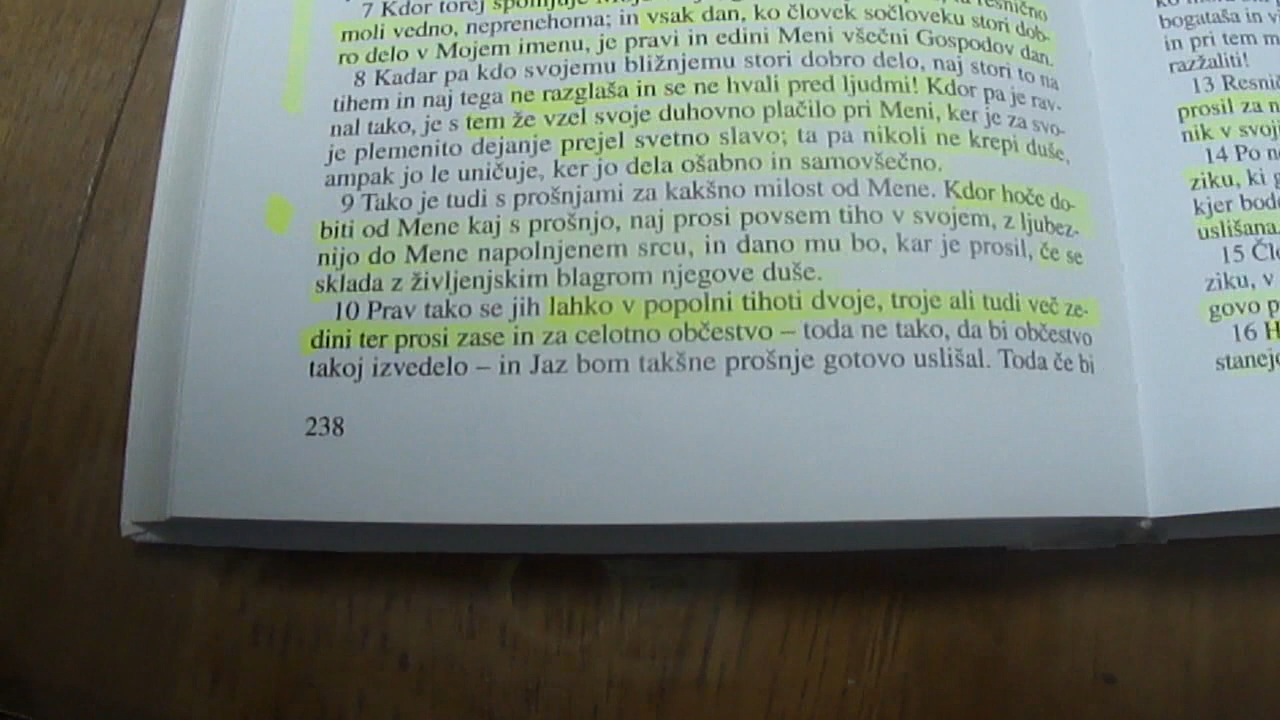 7 Kdor torej spominjuje
resnično
moli vedno, neprenehoma; in vsak dan, ko človek sočloveku stori dob-
ro delo v Mojem imenu, je pravi in edini Meni všečni Gospodov dan.
8 Kadar pa kdo svojemu bližnjemu stori dobro delo, naj stori to na
tihem in naj tega ne razglaša in se ne hvali pred ljudmi! Kdor pa je rav-
nal tako, je s tem že vzel svoje duhovno plačilo pri Meni, ker je za svo-
je plemenito dejanje prejel svetno slavo; ta pa nikoli ne krepi duše,
ampak jo le uničuje, ker jo dela ošabno in samovšečno.
9 Tako je tudi s prošnjami za kakšno milost od Mene. Kdor hoče do-
biti od Mene kaj s prošnjo, naj prosi povsem tiho v svojem, z ljubez-
nijo do Mene napolnjenem srcu, in dano mu bo, kar je prosil, če se
sklada z življenjskim blagrom njegove duše.
10 Prav tako se jih lahko v popolni tihoti dvoje, troje ali tudi več ze-
dini ter prosi zase in za celotno občestvo – toda ne tako, da bi občestvo
takoj izvedelo – in Jaz bom takšne prošnje gotovo uslišal. Toda če bi
238
bogataša in v
in pri tem m
razžaliti!
13 Resnič
prosil za n
nik v svoj
14 Po n
ziku, ki g
kjer bod
uslišana.
15 Čl
ziku, v
govo p
16 H
stanej